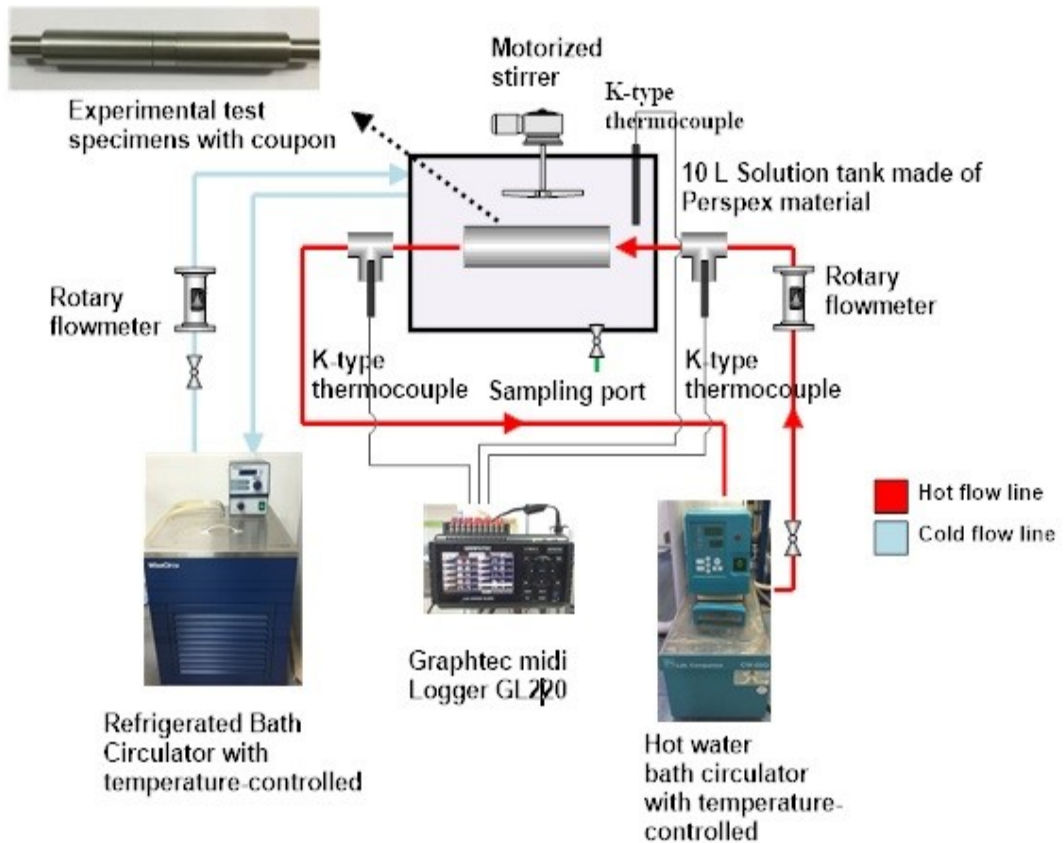 Motorized
stirrer
K-type
thermocouple
Experimental test
specimens with coupon
10 L Solution tank made of
Perspex material
Rotary
flowmeter
Rotary
flowmeter
K-type
thermocouple
Sampling port
K-type
thermocouple
Hot flow line
Cold flow line
Graphtec midi
Logger GL220
Refrigerated Bath
Circulator with
temperature-controlled
Hot water
bath circulator
with temperature-
controlled